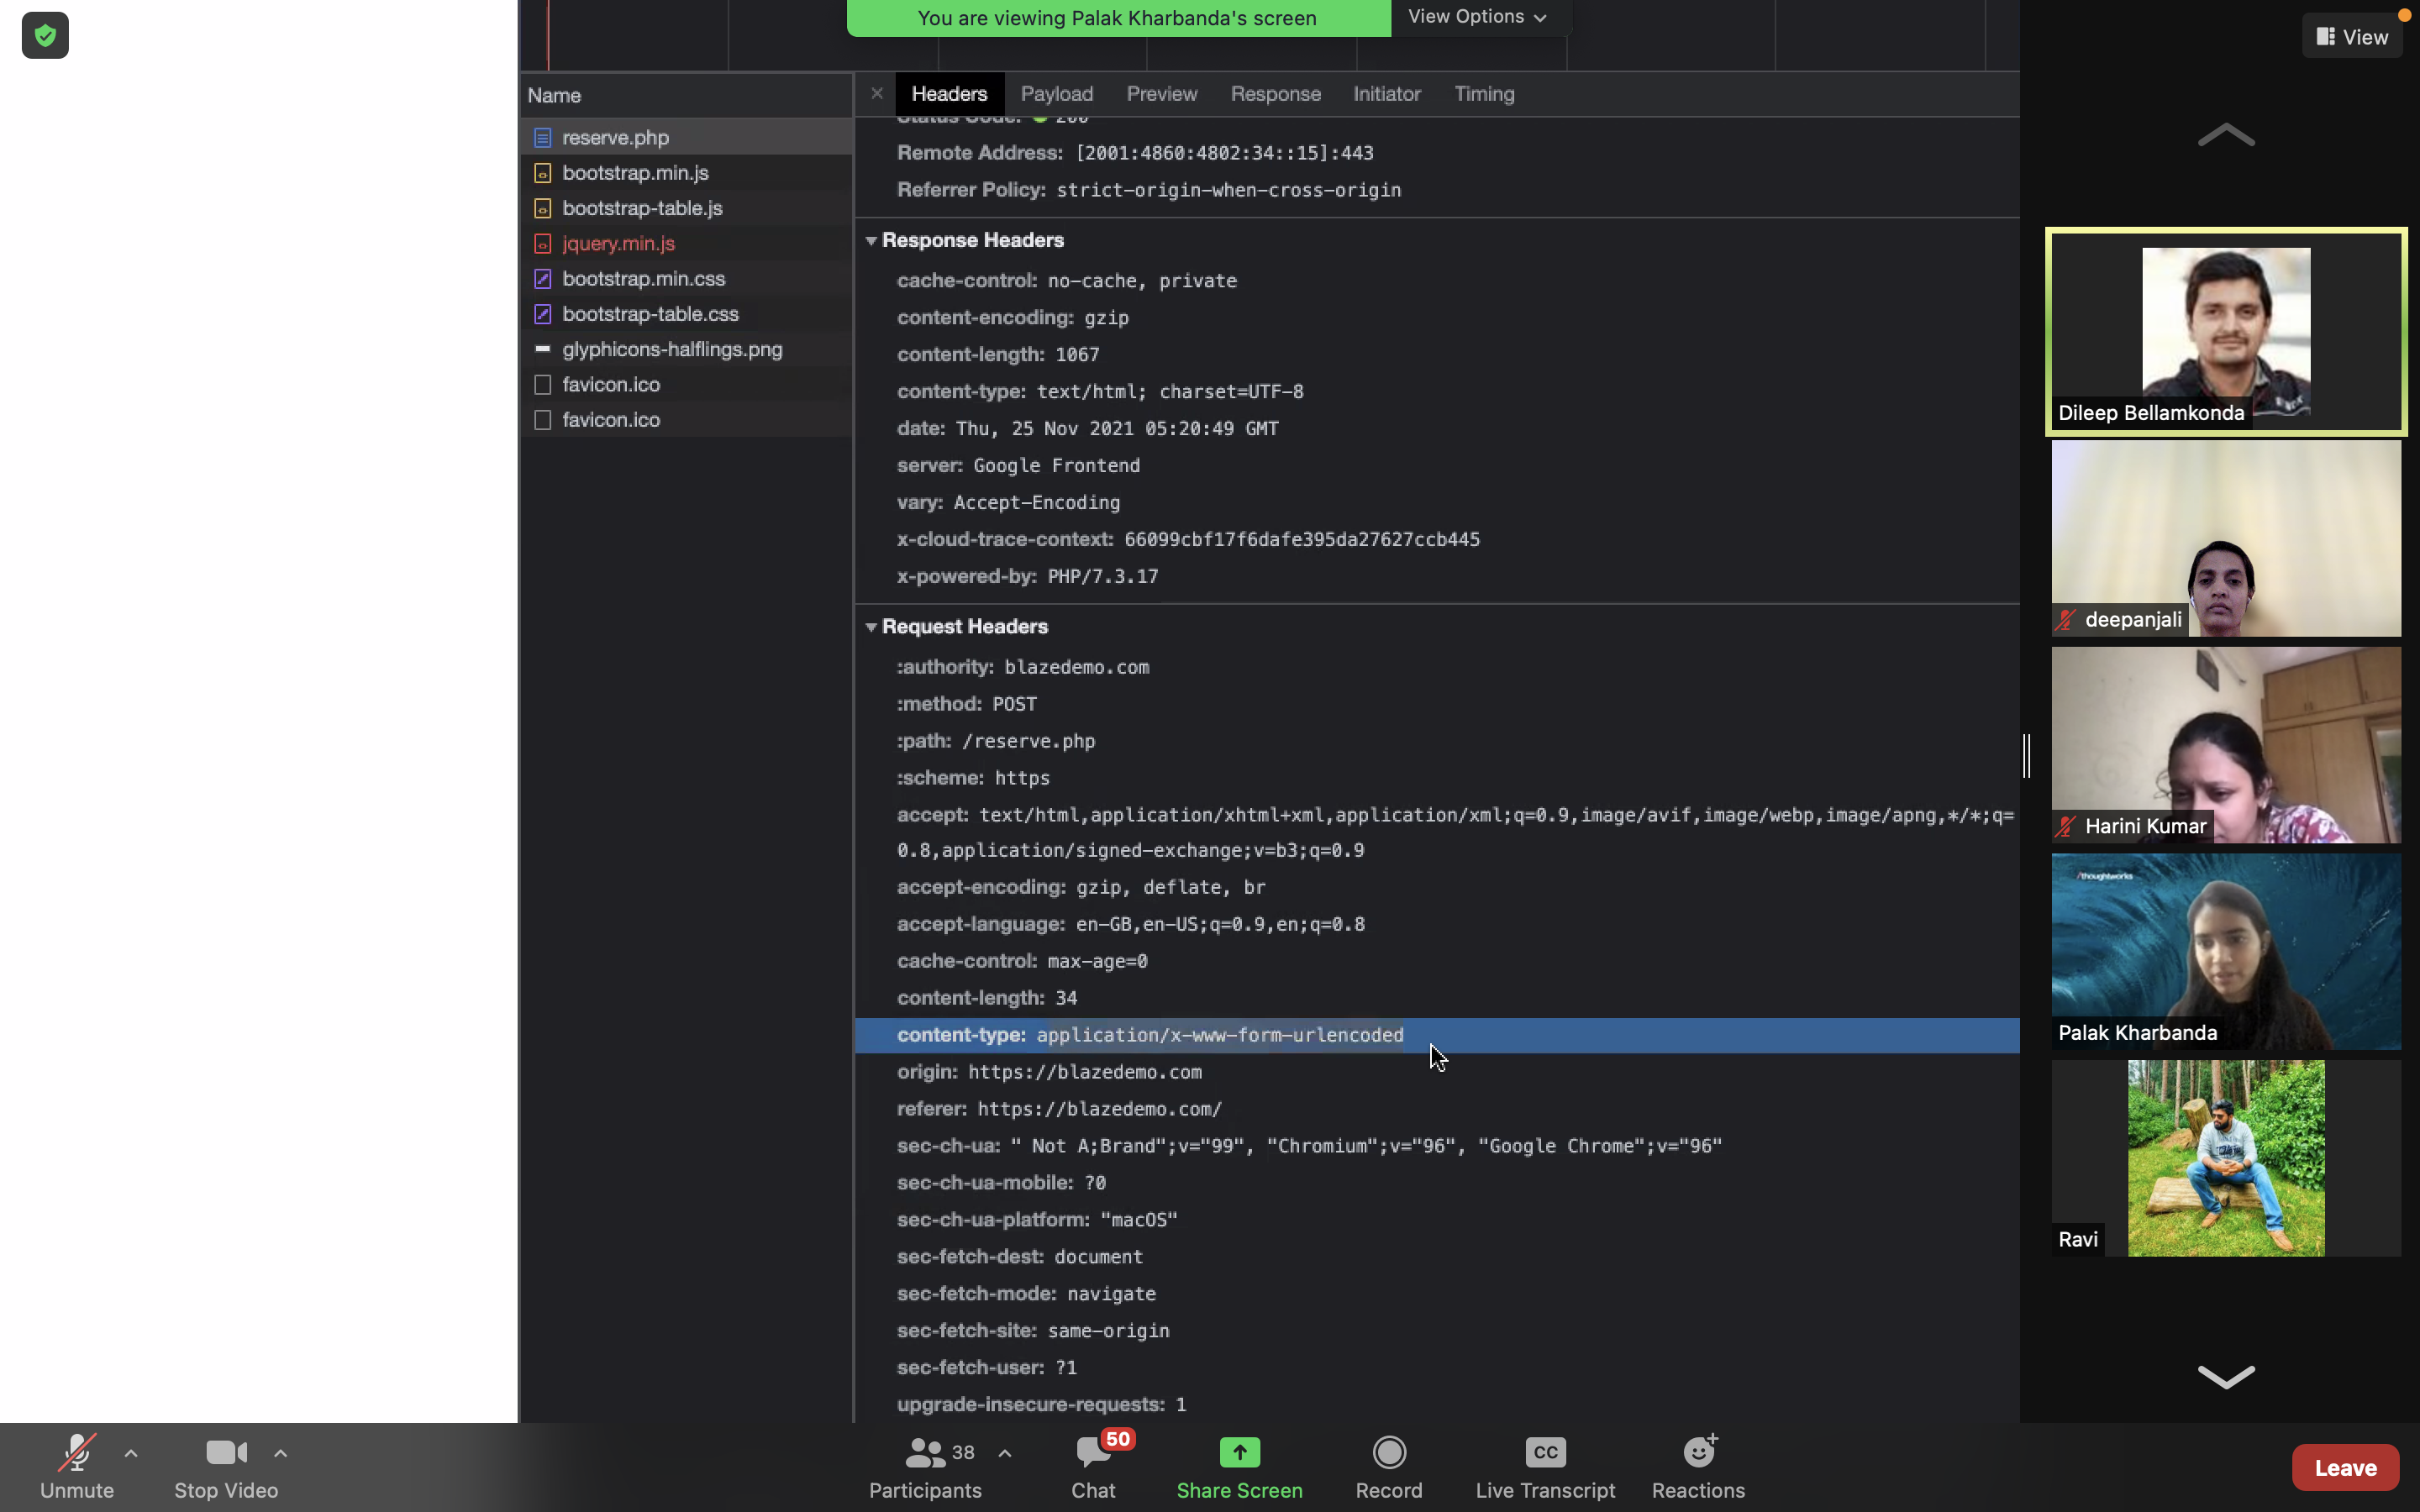 You are viewing Palak Kharbanda's screen
View Options
View
Name
reserve.php
bootstrap.min.js
bootstrap-table.js
jquery.min.js
bootstrap.min.css
bootstrap-table.css
glyphicons-halflings.png
favicon.ico
favicon.ico
Headers Payload Preview Response Initiator Timing
Status Code: 200
Remote Address: [2001:4860:4802:34::15]:443
Referrer Policy: strict-origin-when-cross-origin
Response Headers
cache-control: no-cache, private
content-encoding: gzip
content-length: 1067
content-type: text/html; charset=UTF-8
date: Thu, 25 Nov 2021 05:20:49 GMT
server: Google Frontend
vary: Accept-Encoding
x-cloud-trace-context: 66099cbf17f6dafe395da27627ccb445
x-powered-by: PHP/7.3.17
Request Headers
:authority: blazedemo.com
:method: POST
:path: /reserve.php
:scheme: https
accept: text/html,application/xhtml+xml,application/xml;q=0.9,image/avif,image/webp,image/apng,*/*;q=
0.8,application/signed-exchange;v=b3;q=0.9
accept-encoding: gzip, deflate, br
accept-language: en-GB,en-US;q=0.9,en;q=0.8
cache-control: max-age=0
content-length: 34
content-type: application/x-www-form-urlencoded
origin: https://blazedemo.com
referer: https://blazedemo.com/
sec-ch-ua: " Not A;Brand";v="99", "Chromium";v="96", "Google Chrome";v="96"
sec-ch-ua-mobile: ?0
sec-ch-ua-platform: "macOS"
sec-fetch-dest: document
sec-fetch-mode: navigate
sec-fetch-site: same-origin
sec-fetch-user: ?1
upgrade-insecure-requests: 1
Dileep Bellamkonda
deepanjali
Harini Kumar
/thoughtworks
Palak Kharbanda
Ravi
Unmute
Stop Video
38
Participants
50
Chat
Share Screen
Record
CC
Live Transcript
Reactions
Leave